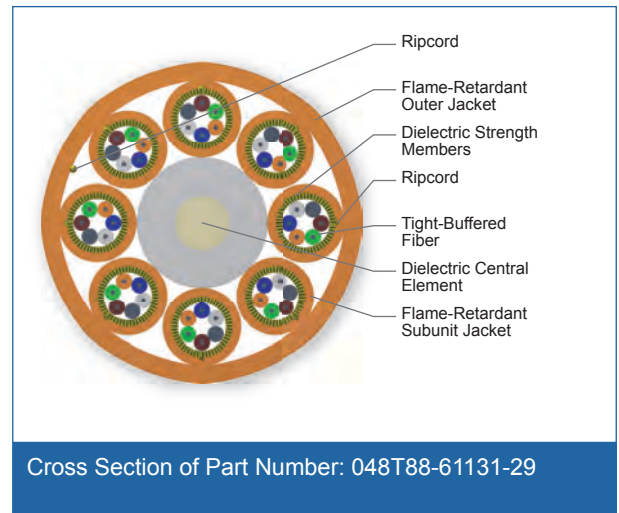 Ripcord
Flame-Retardant
Outer Jacket
Dielectric Strength
Members
Ripcord
Tight-Buffered
Fiber
Dielectric Central
Element
Flame-Retardant
Subunit Jacket
Cross Section of Part Number: 048T88-61131-29